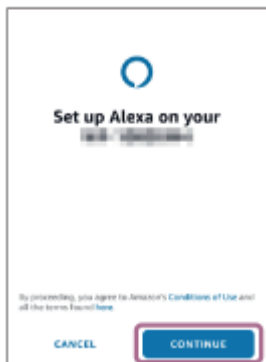 Set up Alexa on your
By proceeding, you agree to Amazon's Conditions of Use and
all the terms found here.
CANCEL
CONTINUE